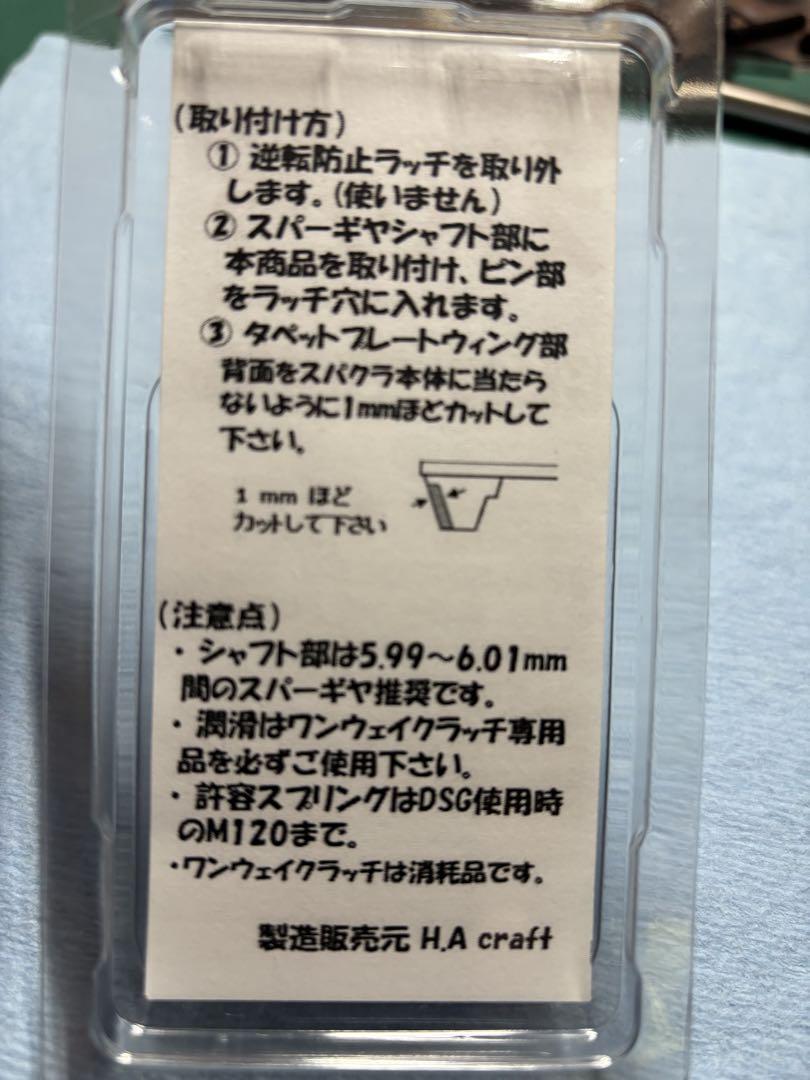 (取り付け方)
① 逆転防止ラッチを取り外
します。(使いません)
② スパーギヤシャフト部に
本商品を取り付け、ピン部
をラッチ穴に入れます。
③ タペットプレートウィング部
背面をスパクラ本体に当たら
ないように1mmほどカットして
下さい。
1 mm ほど
カットして下さい
(注意点)
・シャフト部は5.99～6.01mm
間のスパーギヤ推奨です。
・潤滑はワンウェイクラッチ専用
品を必ずご使用下さい。
・許容スプリングはDSG使用時
のM120まで。
・ワンウェイクラッチは消耗品です。
製造販売元 H.A craft